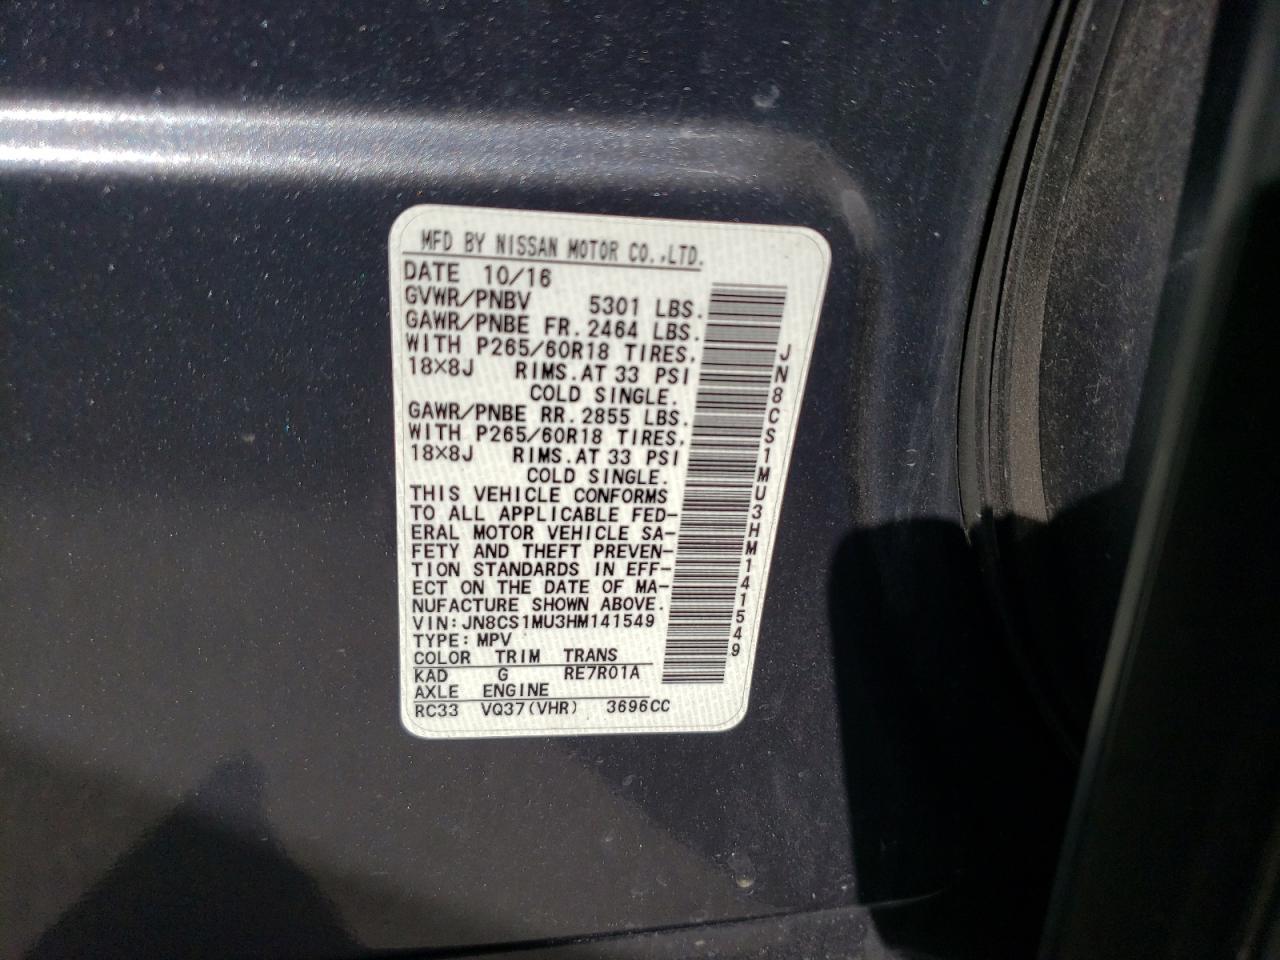 MFD BY NISSAN MOTOR CO.,LTD.
DATE 10/16
GVWR/PNBV 5301 LBS.
GAWR/PNBE FR. 2464 LBS.
WITH P265/60R18 TIRES.
18×8J RIMS.AT 33 PSI
COLD SINGLE.
GAWR/PNBE RR. 2855 LBS.
WITH P265/60R18 TIRES.
18×8J RIMS.AT 33 PSI
COLD SINGLE.
THIS VEHICLE CONFORMS
TO ALL APPLICABLE FED-
ERAL MOTOR VEHICLE SA-
FETY AND THEFT PREVEN-
TION STANDARDS IN EFF-
ECT ON THE DATE OF MA-
NUFACTURE SHOWN ABOVE.
VIN:JN8CS1MU3HM141549
TYPE:MPV
COLOR TRIM TRANS
KAD G RE7R01A
AXLE ENGINE
RC33 VQ37(VHR) 3696CC
JN8CS1MU3HM141549